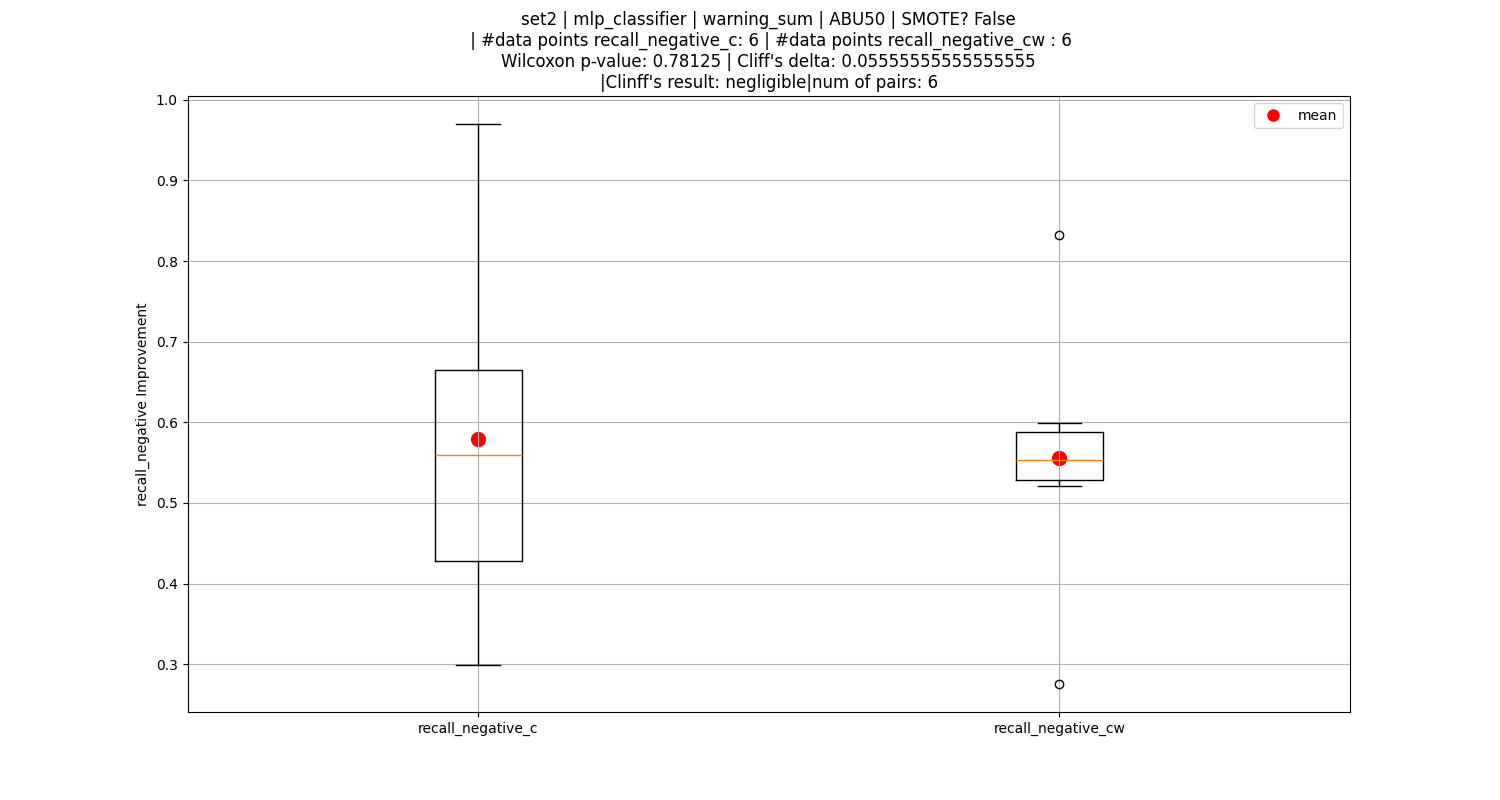 set2 | mlp_classifier | warning_sum | ABU50 | SMOTE? False
| #data points recall_negative_c: 6 | #data points recall_negative_cw : 6
Wilcoxon p-value: 0.78125 | Cliff's delta: 0.05555555555555555
|Clinff's result: negligible|num of pairs: 6
mean
1.0
0.9
0.8
0.7
0.6
0.5
0.4
0.3
recall_negative Improvement
recall_negative_c
recall_negative_cw